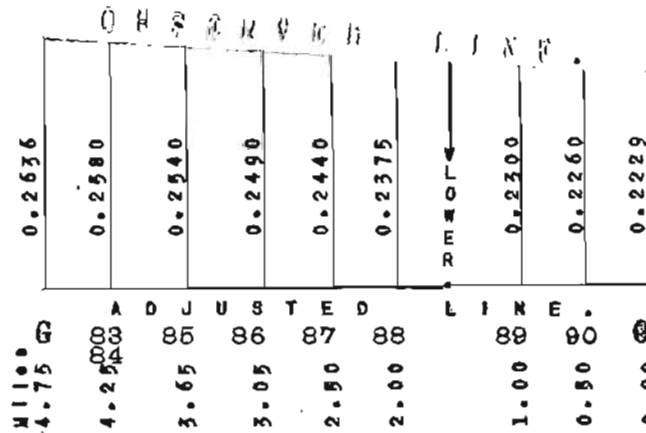 OBSERVED LINE.
0.2636 0.2580 0.2540 0.2490 0.2440 0.2375 LOWER 0.2300 0.2260 0.2229
ADJUSTED LINE.
G 83 85 86 87 88 89 90
84
Miles 4.75 4.25 3.65 3.05 2.50 2.00 1.00 0.50